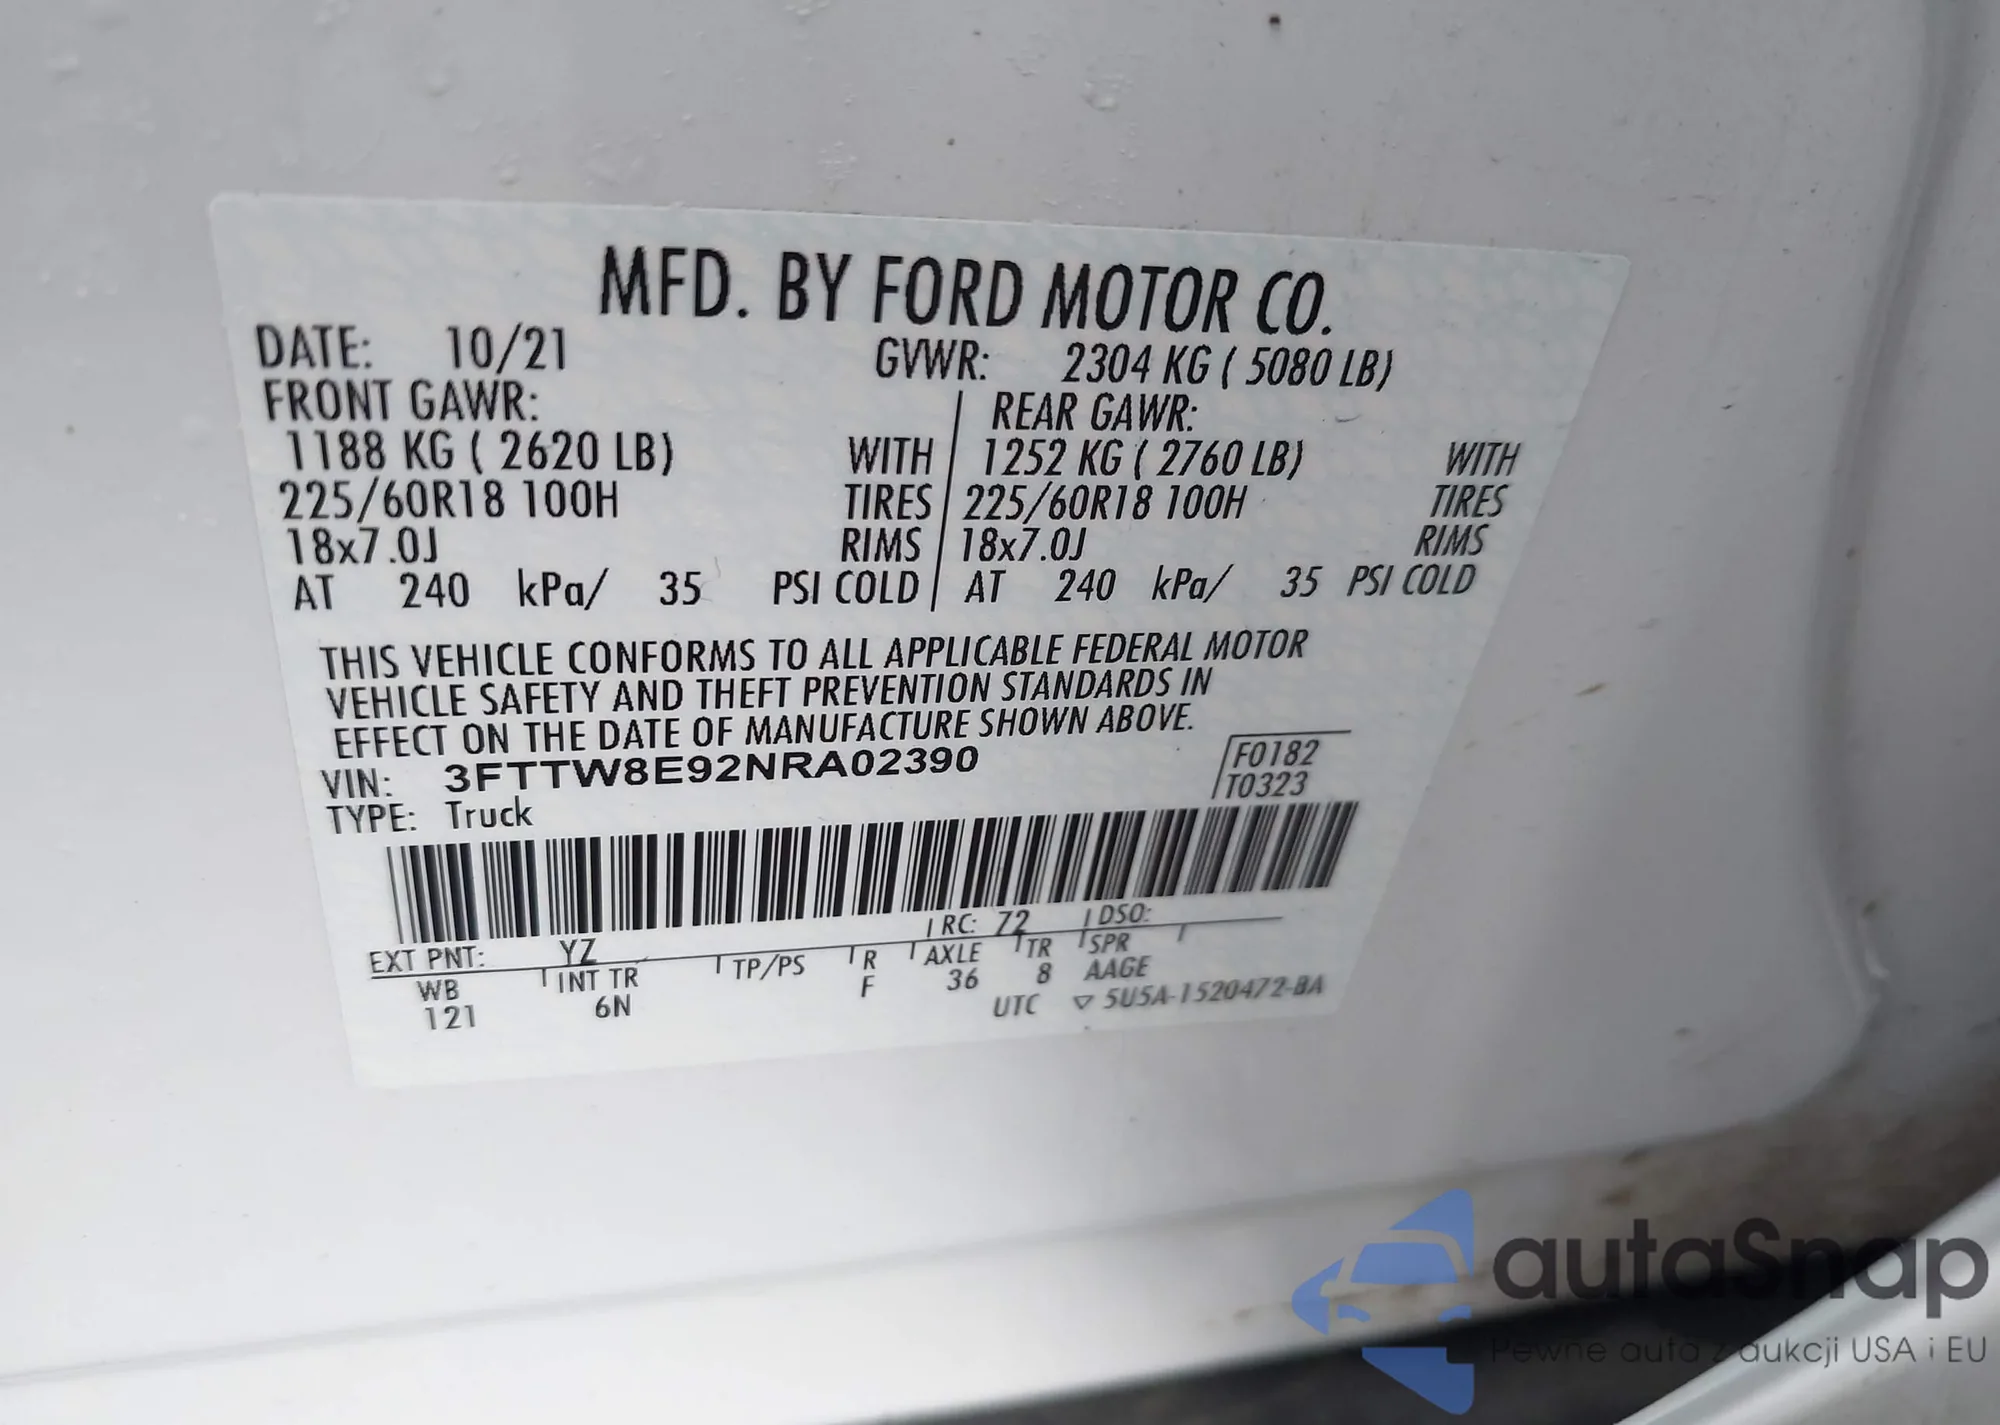 MFD. BY FORD MOTOR CO.
DATE: 10/21 GVWR: 2304 KG ( 5080 LB)
FRONT GAWR: REAR GAWR:
1188 KG ( 2620 LB) WITH 1252 KG ( 2760 LB) WITH
225/60R18 100H TIRES 225/60R18 100H TIRES
18x7.0J RIMS 18x7.0J RIMS
AT 240 kPa/ 35 PSI COLD AT 240 kPa/ 35 PSI COLD
THIS VEHICLE CONFORMS TO ALL APPLICABLE FEDERAL MOTOR
VEHICLE SAFETY AND THEFT PREVENTION STANDARDS IN
EFFECT ON THE DATE OF MANUFACTURE SHOWN ABOVE.
VIN: 3FTTW8E92NRA02390 F0182
TYPE: Truck T0323
EXT PNT: YZ RC: 72 DSO:
WB INT TR TP/PS R AXLE TR SPR
121 6N F 36 8 AAGE
UTC ▽ 5U5A-1520472-BA
autaSnap
Pewne auta z aukcji USA i EU